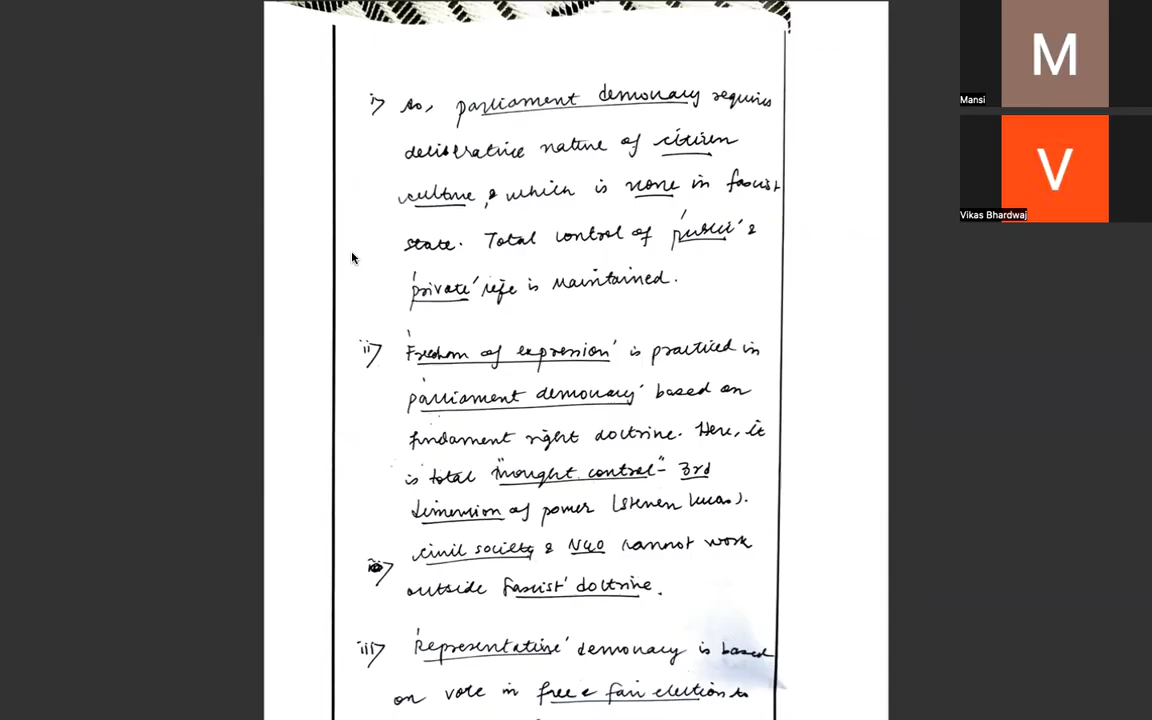 i) So, parliament democracy requires
deliberative nature of citizen
culture, & which is none in fascist
state. Total control of 'public' &
'private' life is maintained.
ii) 'Freedom of expression' is practiced in
'parliament democracy' based on
fundament right doctrine. Here, it
is total "thought control" - 3rd
dimension of power (Steven Lukes).
civil society & NGO cannot work
outside fascist' doctrine.
iii) 'Representative' democracy is based
on vote in free & fair election to
M
Mansi
V
Vikas Bhardwaj